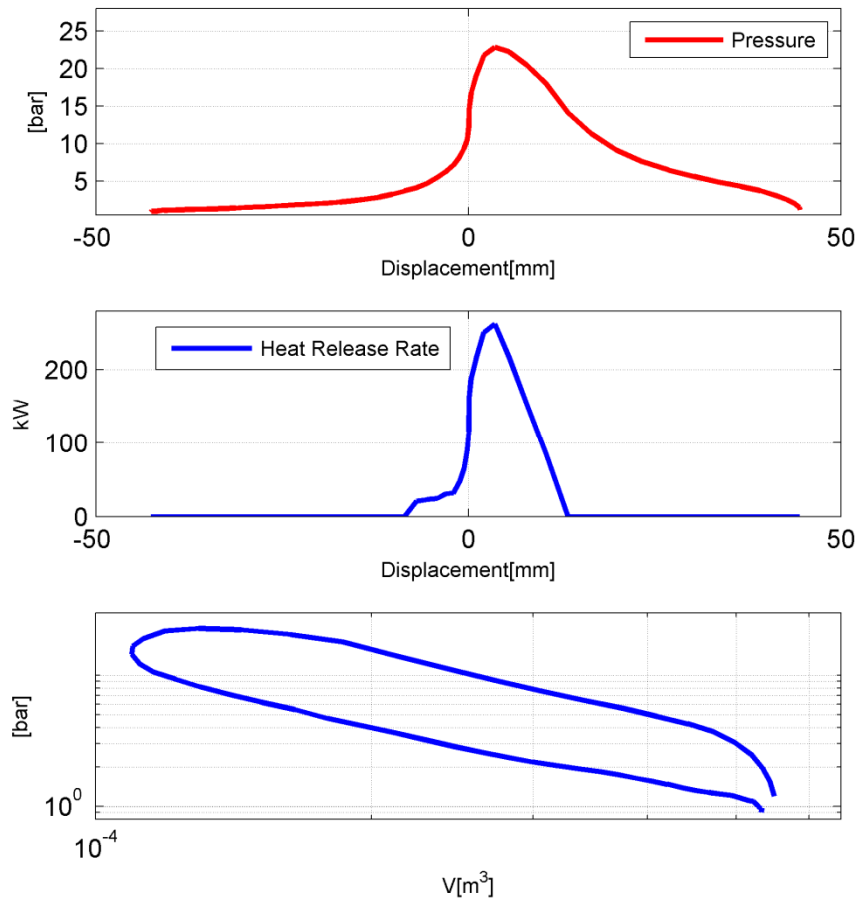 25
20
15
10
5
[bar]
Pressure
-50
0
50
Displacement[mm]
200
100
0
kW
Heat Release Rate
-50
0
50
Displacement[mm]
[bar]
10^0
10^-4
V[m^3]